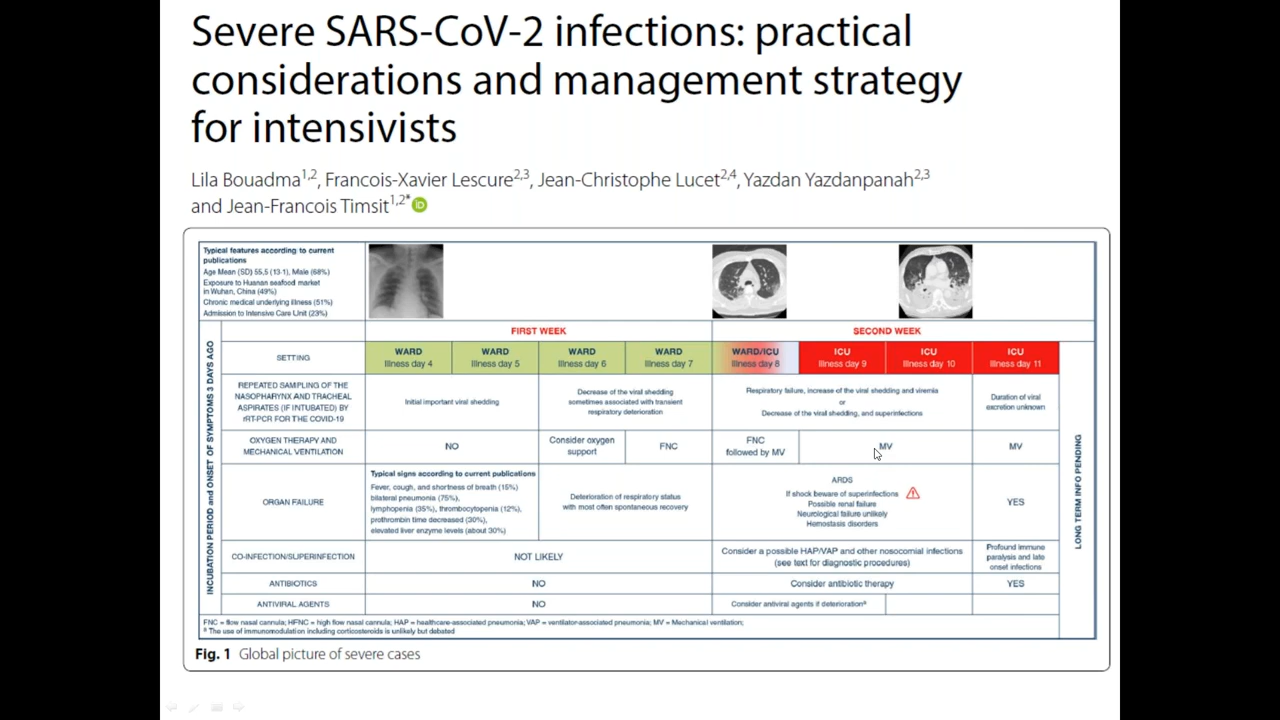 Severe SARS-CoV-2 infections: practical
considerations and management strategy
for intensivists
Lila Bouadma1,2, Francois-Xavier Lescure2,3, Jean-Christophe Lucet2,4, Yazdan Yazdanpanah2,3
and Jean-Francois Timsit1,2* iD
Typical features according to current
publications
Age Mean (SD) 55,5 (13-1), Male (68%)
Exposure to Huanan seafood market
in Wuhan, China (49%)
Chronic medical underlying illness (51%)
Admission to Intensive Care Unit (23%)
FIRST WEEK
SECOND WEEK
INCUBATION PERIOD and ONSET OF SYMPTOMS 3 DAYS AGO
SETTING
WARD
Illness day 4
WARD
Illness day 5
WARD
Illness day 6
WARD
Illness day 7
WARD/ICU
Illness day 8
ICU
Illness day 9
ICU
Illness day 10
ICU
Illness day 11
REPEATED SAMPLING OF THE
NASOPHARYNX AND TRACHEAL
ASPIRATES (IF INTUBATED) BY
rRT-PCR FOR THE COVID-19
Initial important viral shedding
Decrease of the viral shedding
sometimes associated with transient
respiratory deterioration
Respiratory failure, increase of the viral shedding and viremia
or
Decrease of the viral shedding, and superinfections
Duration of viral
excretion unknown
OXYGEN THERAPY AND
MECHANICAL VENTILATION
NO
Consider oxygen
support
FNC
FNC
followed by MV
MV
MV
ORGAN FAILURE
Typical signs according to current publications
Fever, cough, and shortness of breath (15%)
bilateral pneumonia (75%),
lymphopenia (35%), thrombocytopenia (12%),
prothrombin time decreased (30%),
elevated liver enzyme levels (about 30%)
Deterioration of respiratory status
with most often spontaneous recovery
ARDS
If shock beware of superinfections
Possible renal failure
Neurological failure unlikely
Hemostasis disorders
YES
CO-INFECTION/SUPERINFECTION
NOT LIKELY
Consider a possible HAP/VAP and other nosocomial infections
(see text for diagnostic procedures)
Profound immune
paralysis and late
onset infections
ANTIBIOTICS
NO
Consider antibiotic therapy
YES
ANTIVIRAL AGENTS
NO
Consider antiviral agents if deteriorationa
LONG TERM INFO PENDING
FNC = flow nasal cannula; HFNC = high flow nasal cannula; HAP = healthcare-associated pneumonia; VAP = ventilator-associated pneumonia; MV = Mechanical ventilation;
a The use of immunomodulation including corticosteroids is unlikely but debated
Fig. 1 Global picture of severe cases